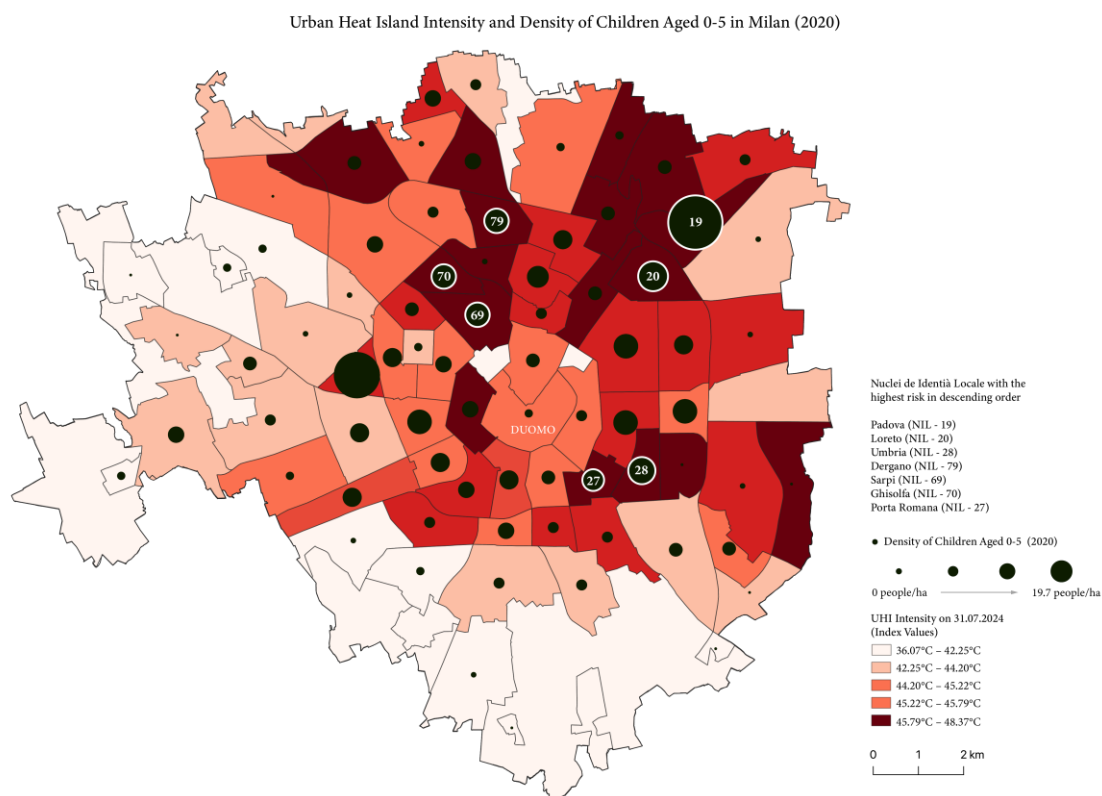 Urban Heat Island Intensity and Density of Children Aged 0-5 in Milan (2020)
79
19
70
20
69
DUOMO
28
27
Nuclei de Identià Locale with the
highest risk in descending order
Padova (NIL - 19)
Loreto (NIL - 20)
Umbria (NIL - 28)
Dergano (NIL - 79)
Sarpi (NIL - 69)
Ghisolfa (NIL - 70)
Porta Romana (NIL - 27)
Density of Children Aged 0-5 (2020)
0 people/ha
19.7 people/ha
UHI Intensity on 31.07.2024
(Index Values)
36.07°C – 42.25°C
42.25°C – 44.20°C
44.20°C – 45.22°C
45.22°C – 45.79°C
45.79°C – 48.37°C
0 1 2 km